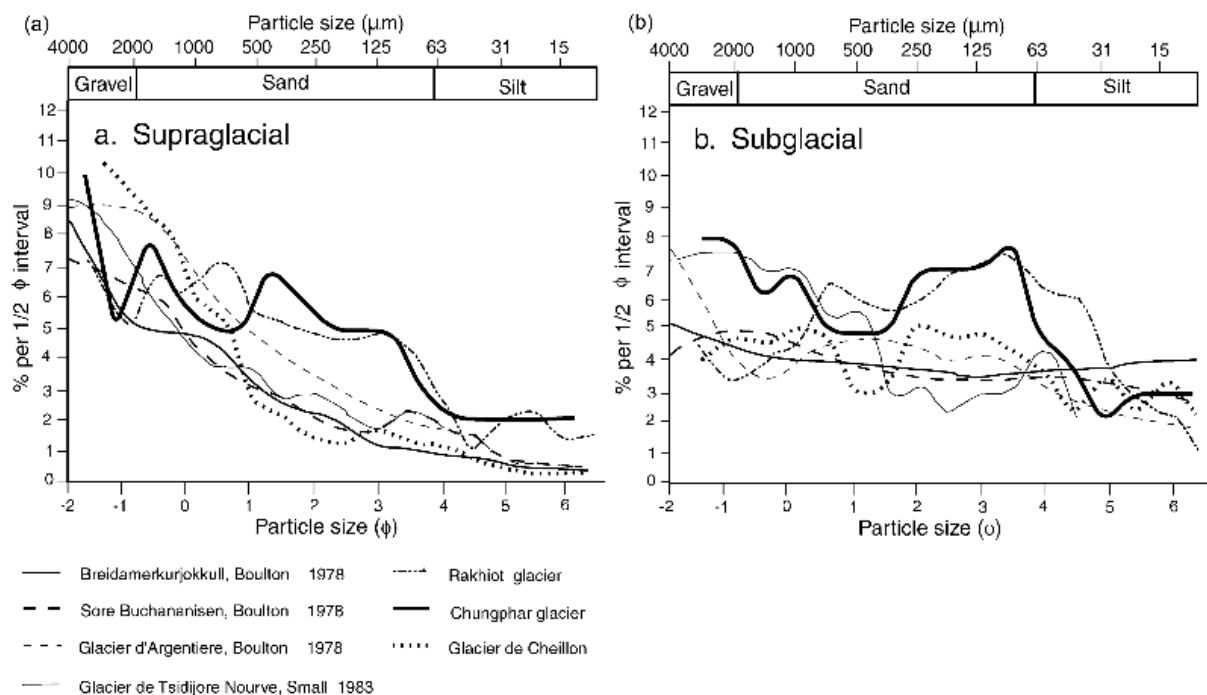 (a)
Particle size (μm)
4000 2000 1000 500 250 125 63 31 15
Gravel Sand Silt
a. Supraglacial
% per 1/2 ϕ interval
12
11
10
9
8
7
6
5
4
3
2
1
0
-2 -1 0 1 2 3 4 5 6
Particle size (ϕ)
(b)
Particle size (μm)
4000 2000 1000 500 250 125 63 31 15
Gravel Sand Silt
b. Subglacial
% per 1/2 ϕ interval
12
11
10
9
8
7
6
5
4
3
2
1
0
-2 -1 0 1 2 3 4 5 6
Particle size (υ)
Breidamerkurjokkull, Boulton 1978
Sore Buchananisen, Boulton 1978
Glacier d'Argentiere, Boulton 1978
Glacier de Tsidijore Nourve, Small 1983
Rakhiot glacier
Chungphar glacier
Glacier de Cheillon